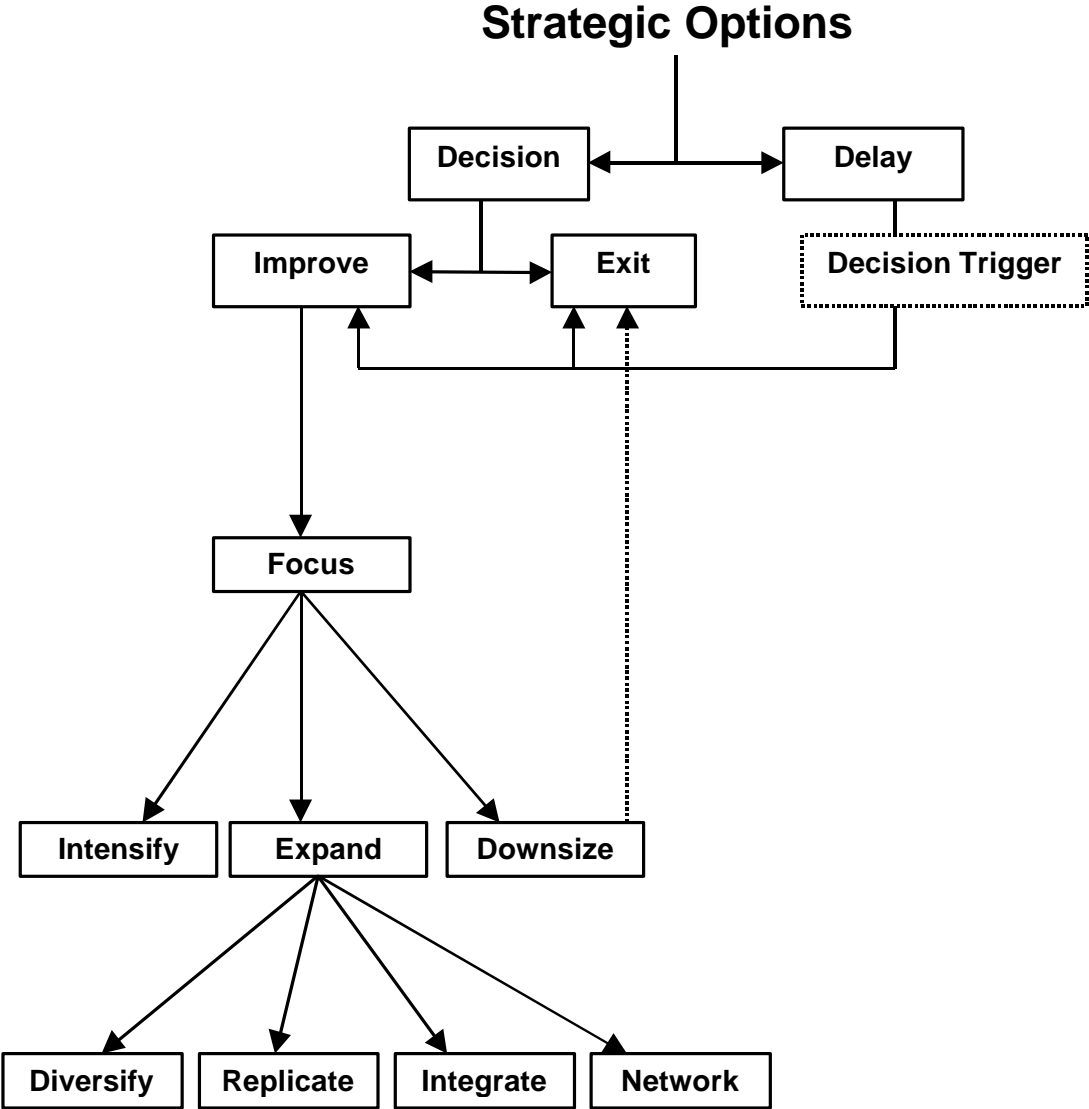 Strategic Options
Decision
Delay
Improve
Exit
Decision Trigger
Focus
Intensify
Expand
Downsize
Diversify
Replicate
Integrate
Network